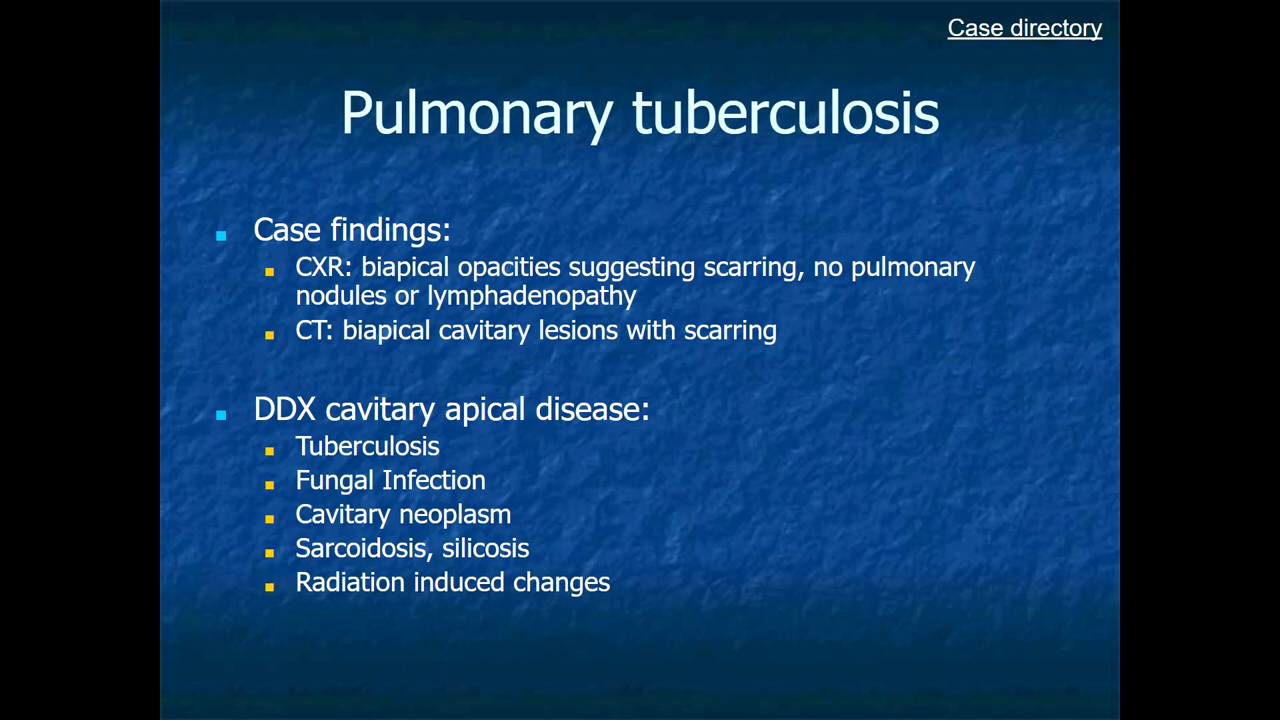 Case directory
Pulmonary tuberculosis
Case findings:
CXR: biapical opacities suggesting scarring, no pulmonary
nodules or lymphadenopathy
CT: biapical cavitary lesions with scarring
DDX cavitary apical disease:
Tuberculosis
Fungal Infection
Cavitary neoplasm
Sarcoidosis, silicosis
Radiation induced changes